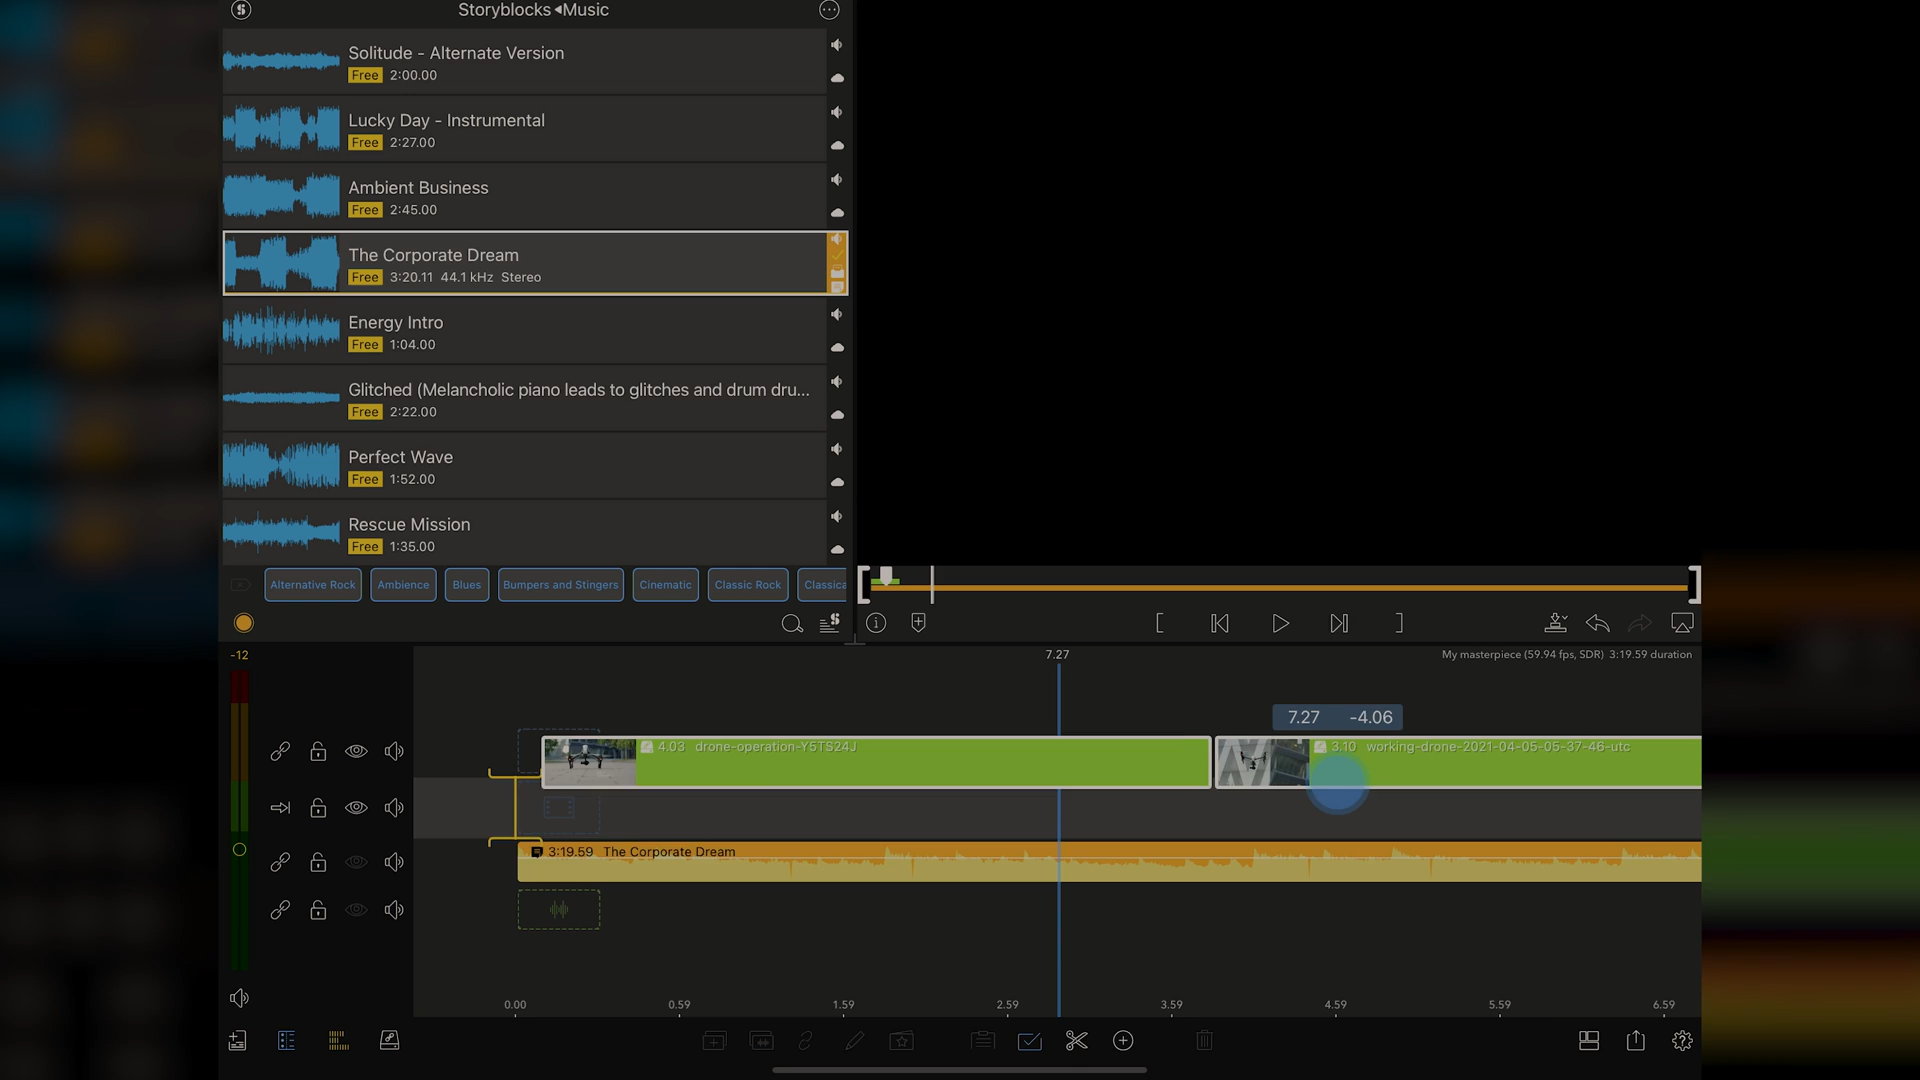 Storyblocks ◂Music
Solitude - Alternate Version
Free 2:00.00
Lucky Day - Instrumental
Free 2:27.00
Ambient Business
Free 2:45.00
The Corporate Dream
Free 3:20.11 44.1 kHz Stereo
Energy Intro
Free 1:04.00
Glitched (Melancholic piano leads to glitches and drum dru...
Free 2:22.00
Perfect Wave
Free 1:52.00
Rescue Mission
Free 1:35.00
Alternative Rock Ambience Blues Bumpers and Stingers Cinematic Classic Rock Classica
-12
7.27
My masterpiece (59.94 fps, SDR) 3:19.59 duration
7.27 -4.06
4.03 drone-operation-Y5TS24J
3.10 working-drone-2021-04-05-05-37-46-utc
3:19.59 The Corporate Dream
0.00 0.59 1.59 2.59 3.59 4.59 5.59 6.59